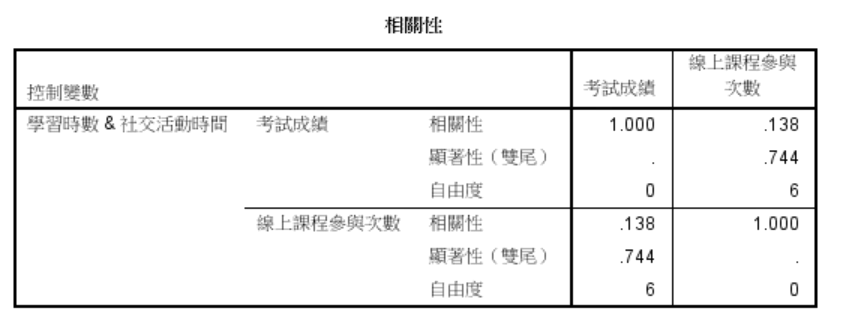 相關性
控制變數 考試成績 線上課程參與次數
學習時數 & 社交活動時間 考試成績 相關性 1.000 .138
顯著性（雙尾） . .744
自由度 0 6
線上課程參與次數 相關性 .138 1.000
顯著性（雙尾） .744 .
自由度 6 0